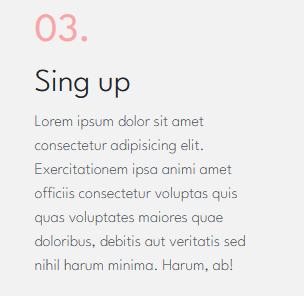 03.
Sing up
Lorem ipsum dolor sit amet
consectetur adipisicing elit.
Exercitationem ipsa animi amet
officiis consectetur voluptas quis
quas voluptates maiores quae
doloribus, debitis aut veritatis sed
nihil harum minima. Harum, ab!